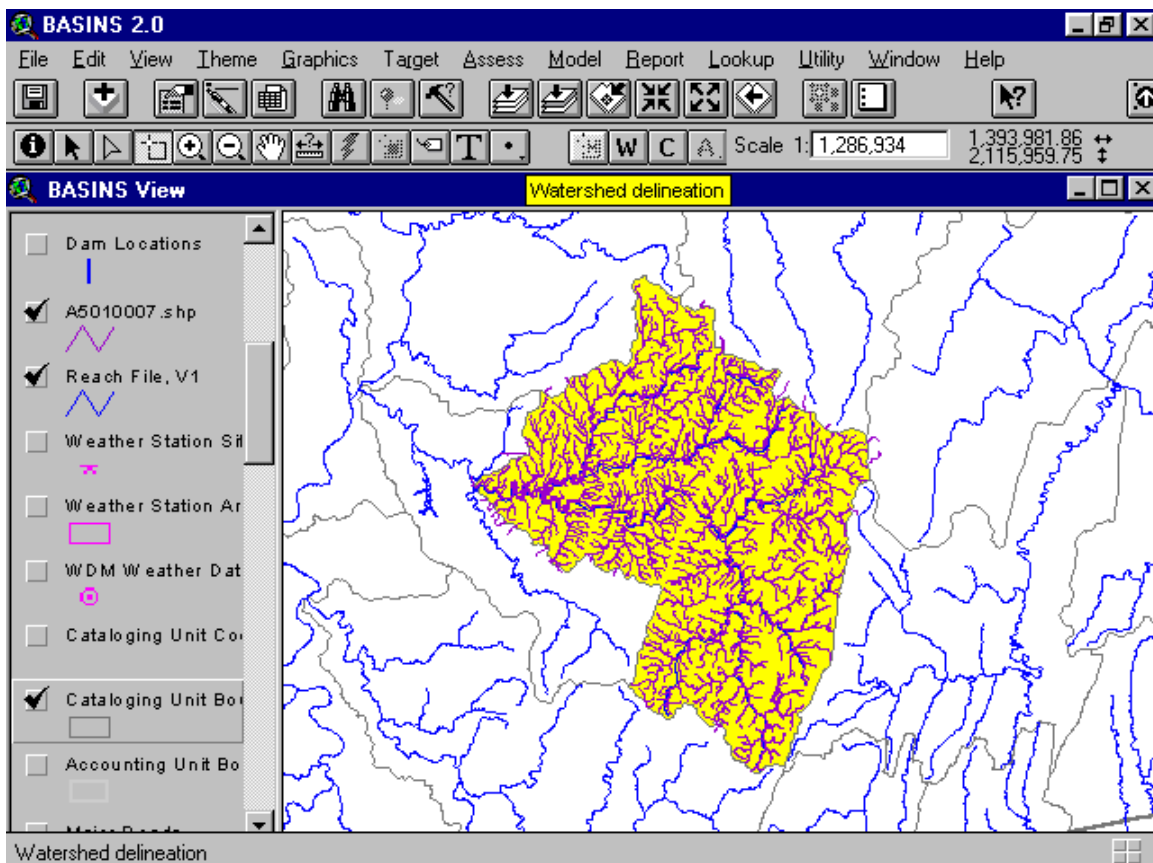 BASINS 2.0
File Edit View Theme Graphics Target Assess Model Report Lookup Utility Window Help
T W C A Scale 1: 1,286,934 1,393,981.86
2,115,959.75
BASINS View
Watershed delineation
Dam Locations
A5010007.shp
Reach File, V1
Weather Station Sit
Weather Station Ar
WDM Weather Dat
Cataloging Unit Co
Cataloging Unit Bo
Accounting Unit Bo
Watershed delineation